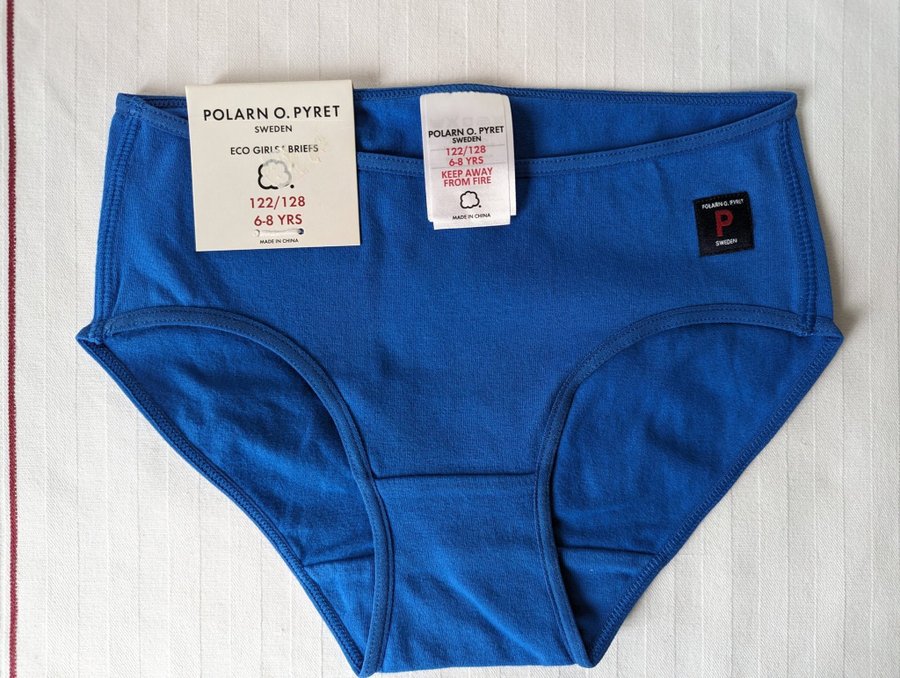 POLARN O. PYRET
SWEDEN
ECO GIRLS' BRIEFS
122/128
6-8 YRS
MADE IN CHINA
POLARN O. PYRET
SWEDEN
122/128
6-8 YRS
KEEP AWAY
FROM FIRE
MADE IN CHINA
POLARN O. PYRET
P
SWEDEN